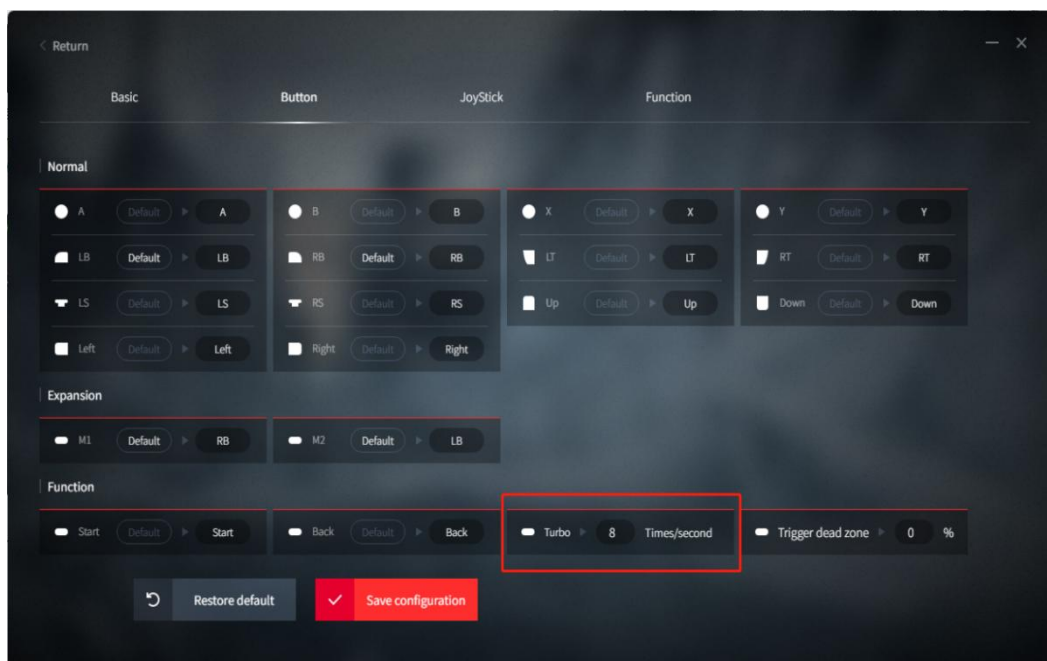 Return
Basic Button JoyStick Function
Normal
A Default A B Default B X Default X Y Default Y
LB Default LB RB Default RB LT Default LT RT Default RT
LS Default LS RS Default RS Up Default Up Down Default Down
Left Default Left Right Default Right
Expansion
M1 Default RB M2 Default LB
Function
Start Default Start Back Default Back Turbo 8 Times/second Trigger dead zone 0 %
Restore default Save configuration